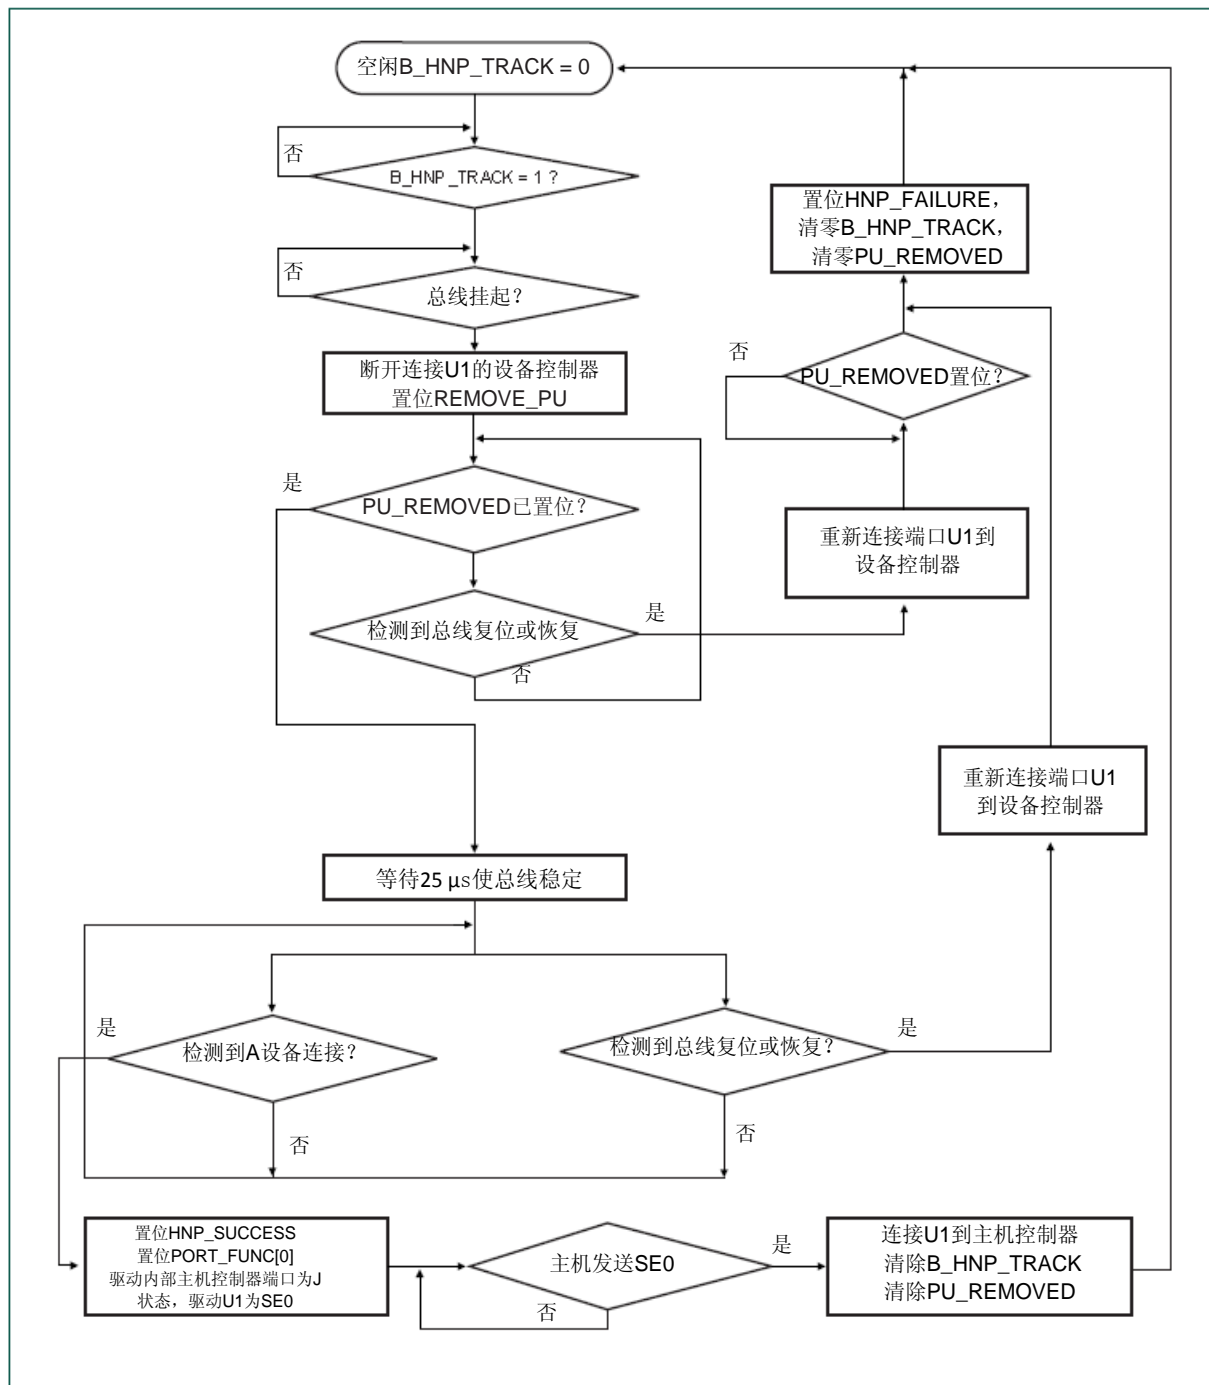 空闲B_HNP_TRACK = 0
否
B_HNP_TRACK = 1？
置位HNP_FAILURE，
清零B_HNP_TRACK，
清零PU_REMOVED
否
总线挂起？
否
PU_REMOVED置位？
断开连接U1的设备控制器
置位REMOVE_PU
是
PU_REMOVED已置位？
重新连接端口U1到
设备控制器
检测到总线复位或恢复
是
否
重新连接端口U1
到设备控制器
等待25 μs使总线稳定
是
检测到A设备连接？
检测到总线复位或恢复？
是
否
否
置位HNP_SUCCESS
置位PORT_FUNC[0]
驱动内部主机控制器端口为J
状态，驱动U1为SE0
主机发送SE0
是
否
连接U1到主机控制器
清除B_HNP_TRACK
清除PU_REMOVED